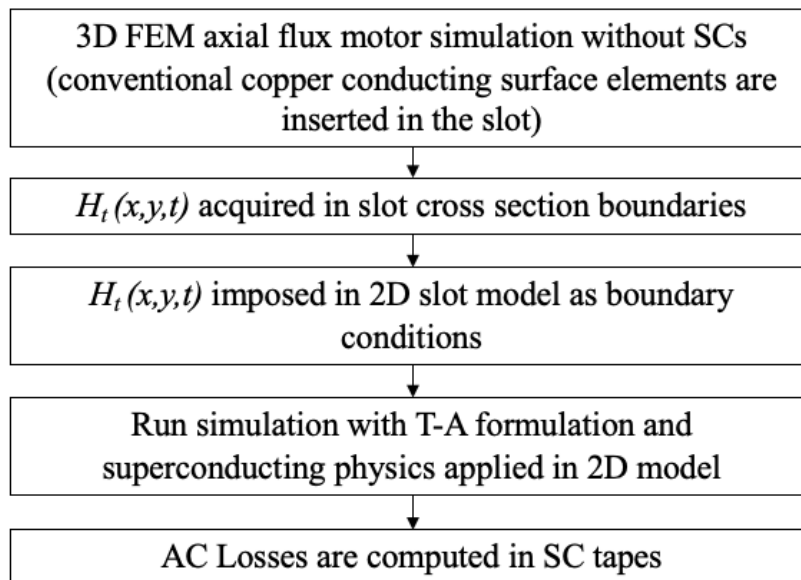 3D FEM axial flux motor simulation without SCs
(conventional copper conducting surface elements are
inserted in the slot)
Hₜ (x,y,t) acquired in slot cross section boundaries
Hₜ (x,y,t) imposed in 2D slot model as boundary
conditions
Run simulation with T-A formulation and
superconducting physics applied in 2D model
AC Losses are computed in SC tapes